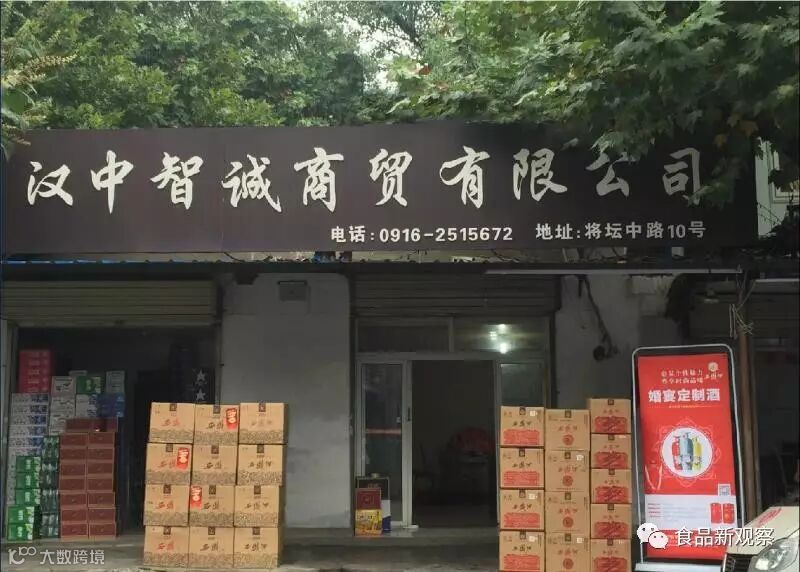 汉中智诚商贸有限公司
电话:0916-2515672 地址:将坛中路10号
婚宴定制酒
食品新观察
大数跨境